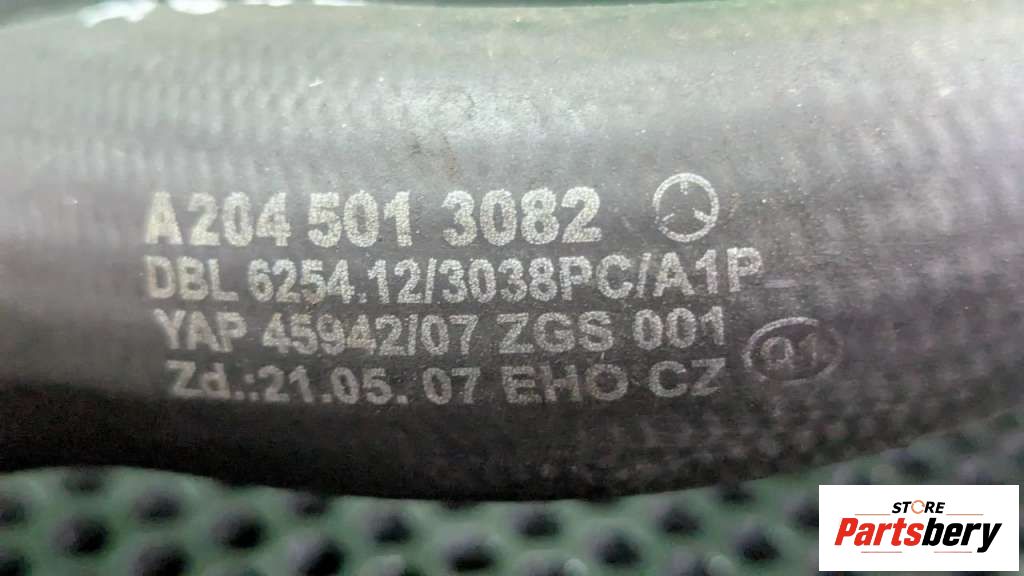 A204 501 3082
DBL 6254.12/3038PC/A1P
YAP 45942/07 ZGS 001
Zd.:21.05. 07 EHO CZ
01
STORE
Partsbery